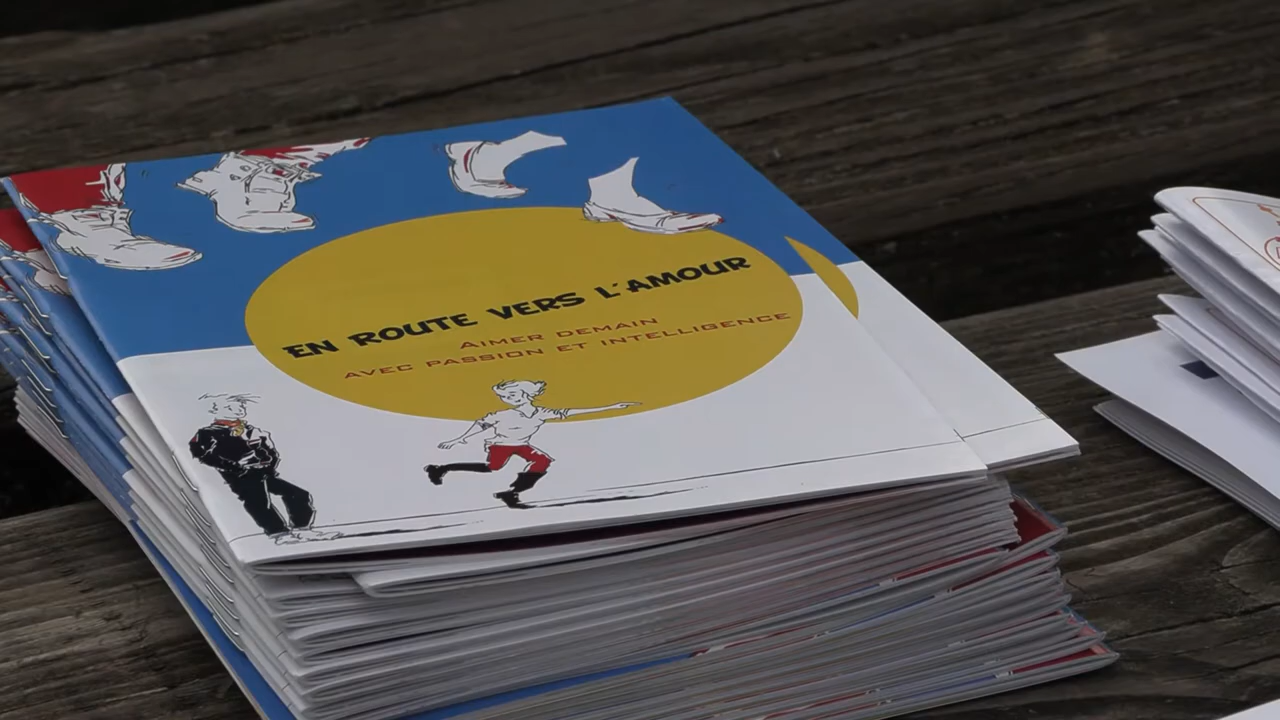 EN ROUTE VERS L'AMOUR
AIMER DEMAIN
AVEC PASSION ET INTELLIGENCE